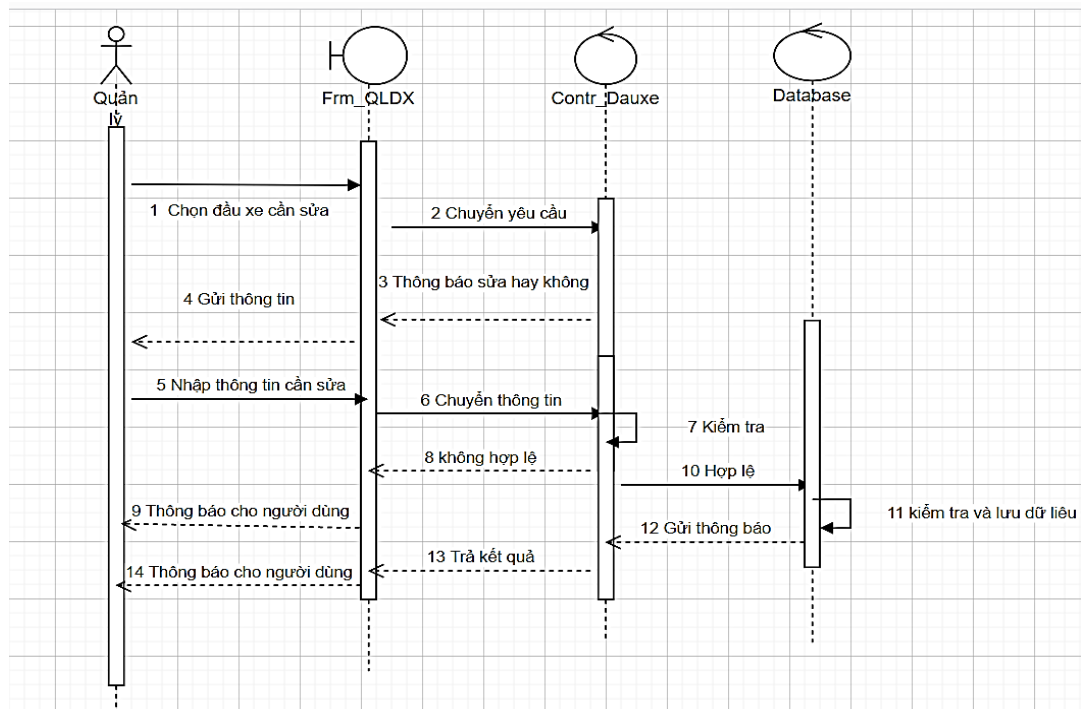 Quản
lý
Frm_QLDX
Contr_Dauxe
Database
1 Chọn đầu xe cần sửa
2 Chuyển yêu cầu
3 Thông báo sửa hay không
4 Gửi thông tin
5 Nhập thông tin cần sửa
6 Chuyển thông tin
7 Kiểm tra
8 không hợp lệ
9 Thông báo cho người dùng
10 Hợp lệ
11 kiểm tra và lưu dữ liêu
12 Gửi thông báo
13 Trả kết quả
14 Thông báo cho người dùng